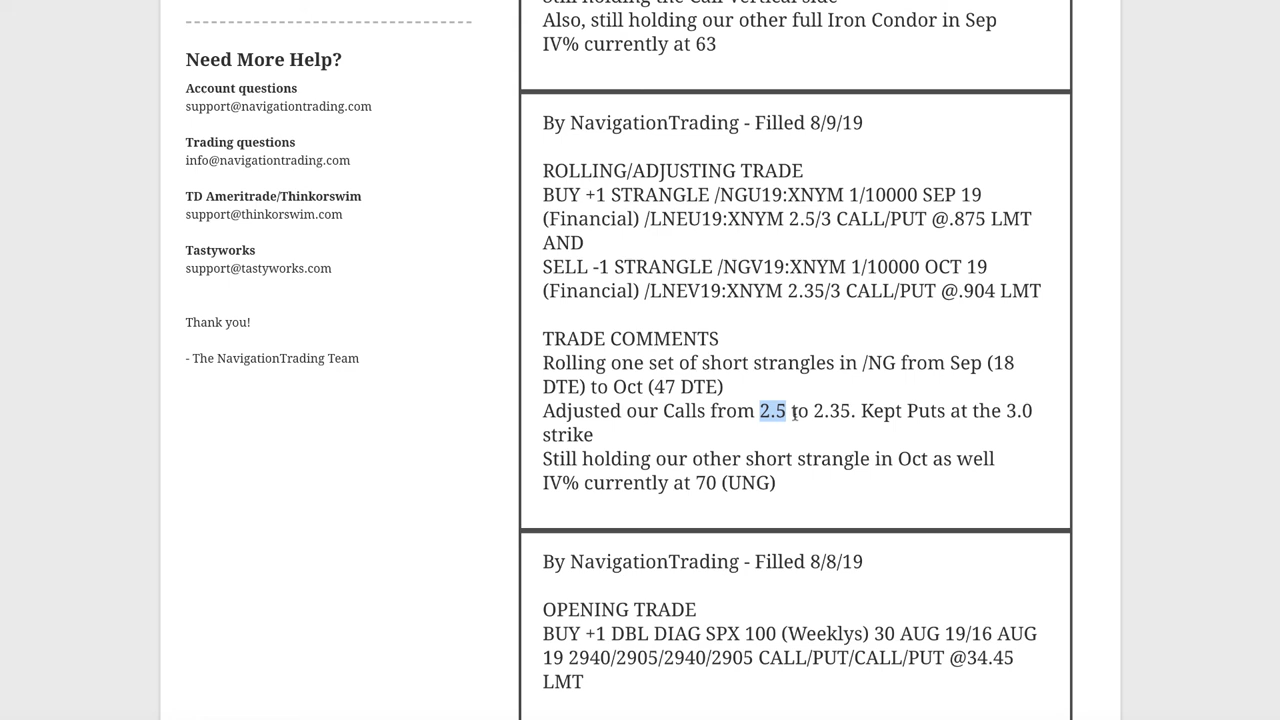 Need More Help?
Account questions
support@navigationtrading.com
Trading questions
info@navigationtrading.com
TD Ameritrade/Thinkorswim
support@thinkorswim.com
Tastyworks
support@tastyworks.com
Thank you!
- The NavigationTrading Team
Still holding the Call vertical side
Also, still holding our other full Iron Condor in Sep
IV% currently at 63
By NavigationTrading - Filled 8/9/19
ROLLING/ADJUSTING TRADE
BUY +1 STRANGLE /NGU19:XNYM 1/10000 SEP 19
(Financial) /LNEU19:XNYM 2.5/3 CALL/PUT @.875 LMT
AND
SELL -1 STRANGLE /NGV19:XNYM 1/10000 OCT 19
(Financial) /LNEV19:XNYM 2.35/3 CALL/PUT @.904 LMT
TRADE COMMENTS
Rolling one set of short strangles in /NG from Sep (18
DTE) to Oct (47 DTE)
Adjusted our Calls from 2.5 to 2.35. Kept Puts at the 3.0
strike
Still holding our other short strangle in Oct as well
IV% currently at 70 (UNG)
By NavigationTrading - Filled 8/8/19
OPENING TRADE
BUY +1 DBL DIAG SPX 100 (Weeklys) 30 AUG 19/16 AUG
19 2940/2905/2940/2905 CALL/PUT/CALL/PUT @34.45
LMT